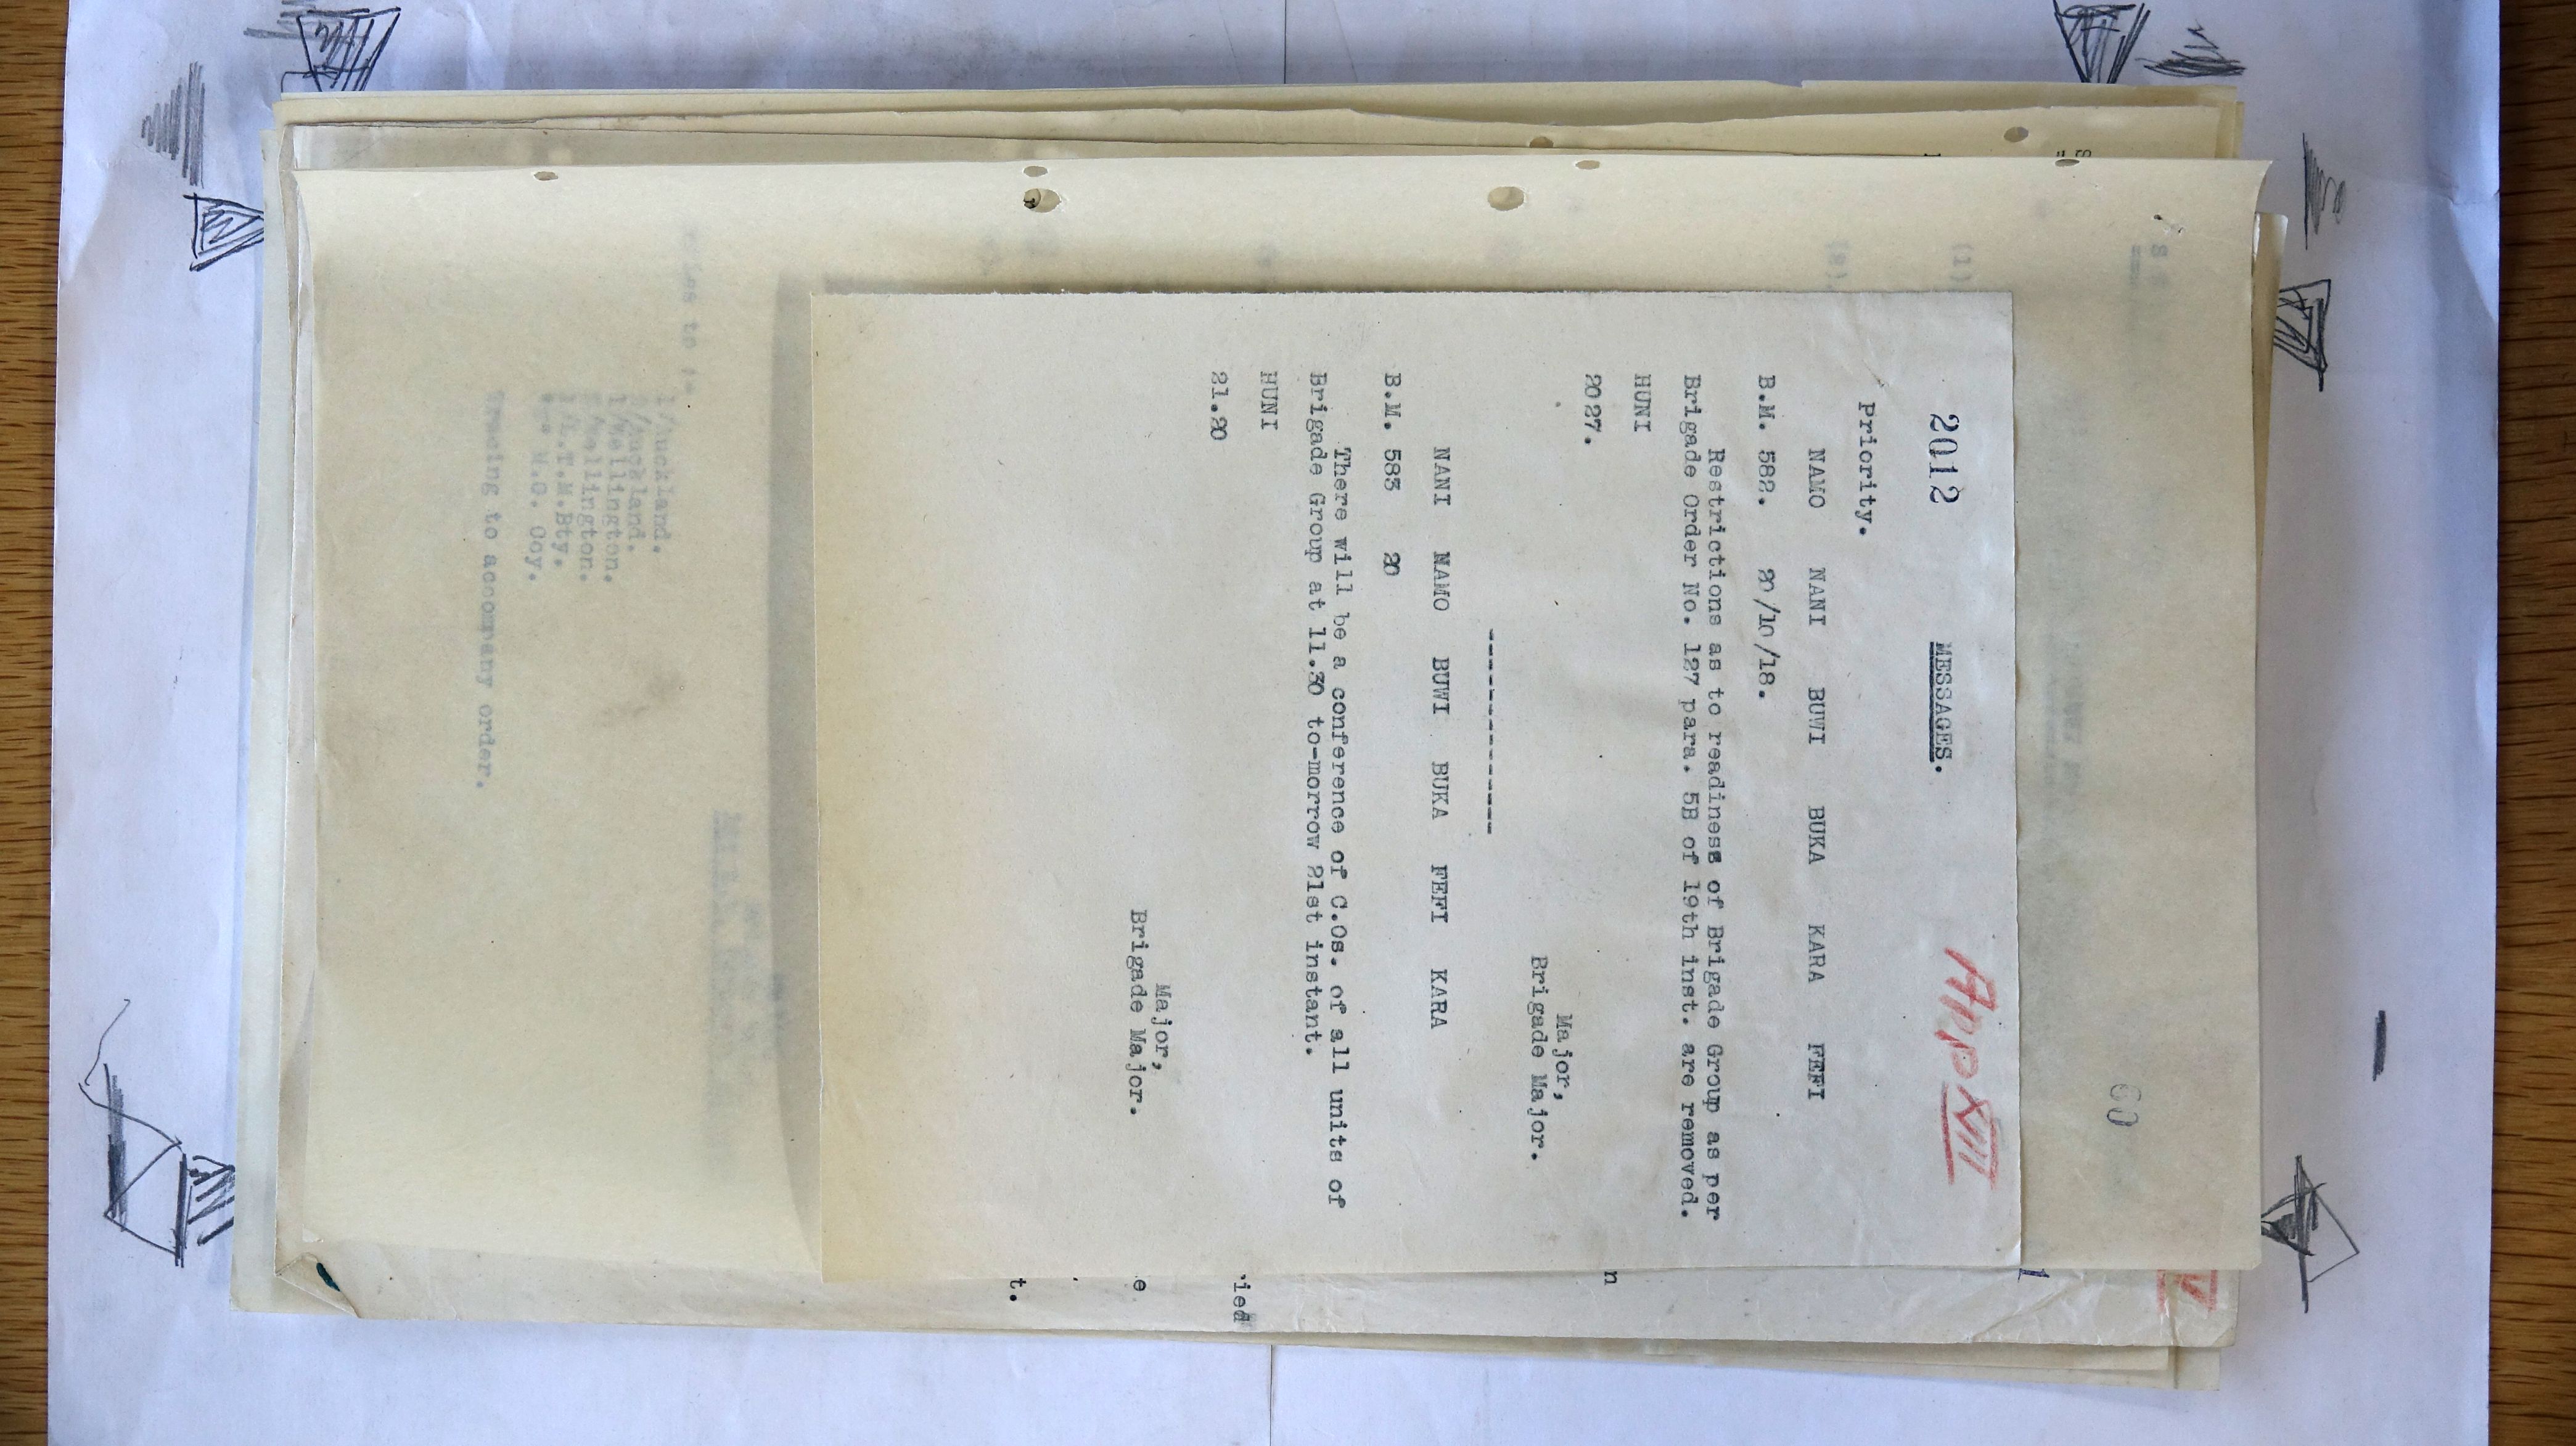 2012
MESSAGES.
App XIII
Priority.
NAMO NANI BUWI BUKA KARA FEFI
B.M. 582. 20/10/18.
Restrictions as to readiness of Brigade Group as per
Brigade Order No. 127 para. 5B of 19th inst. are removed.
HUNI
2027.
Major,
Brigade Major.
-----------
NANI NAMO BUWI BUKA FEFI KARA
B.M. 583 20
There will be a conference of C.Os. of all units of
Brigade Group at 11.30 to-morrow 21st instant.
HUNI
21.20
Major,
Brigade Major.
60
(1)
(2)
to :-
1/Auckland.
2/Auckland.
1/Wellington.
2/Wellington.
L.T.M.Bty.
M.G. Coy.
Tracing to accompany order.
n
ied
e
t.